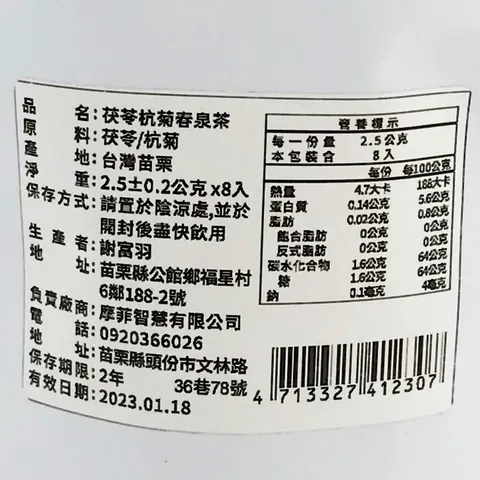 品名:茯苓杭菊春泉茶
原料:茯苓/杭菊
產地:台灣苗栗
淨重:2.5±0.2公克x8入
保存方式:請置於陰涼處,並於
開封後盡快飲用
生產者:謝富羽
地址:苗栗縣公館鄉福星村
6鄰188-2號
負責廠商:摩菲智慧有限公司
電話:0920366026
地址:苗栗縣頭份市文林路
36巷78號
保存期限:2年
有效日期:2023.01.18
營養標示
每一份量 2.5公克
本包裝含 8入
每份 每100公克
熱量 4.7大卡 188大卡
蛋白質 0.14公克 5.6公克
脂肪 0.02公克 0.8公克
飽合脂肪 0公克 0公克
反式脂肪 0公克 0公克
碳水化合物 1.6公克 64公克
糖 1.6公克 64公克
鈉 0.1毫克 4毫克
4 713327 412307